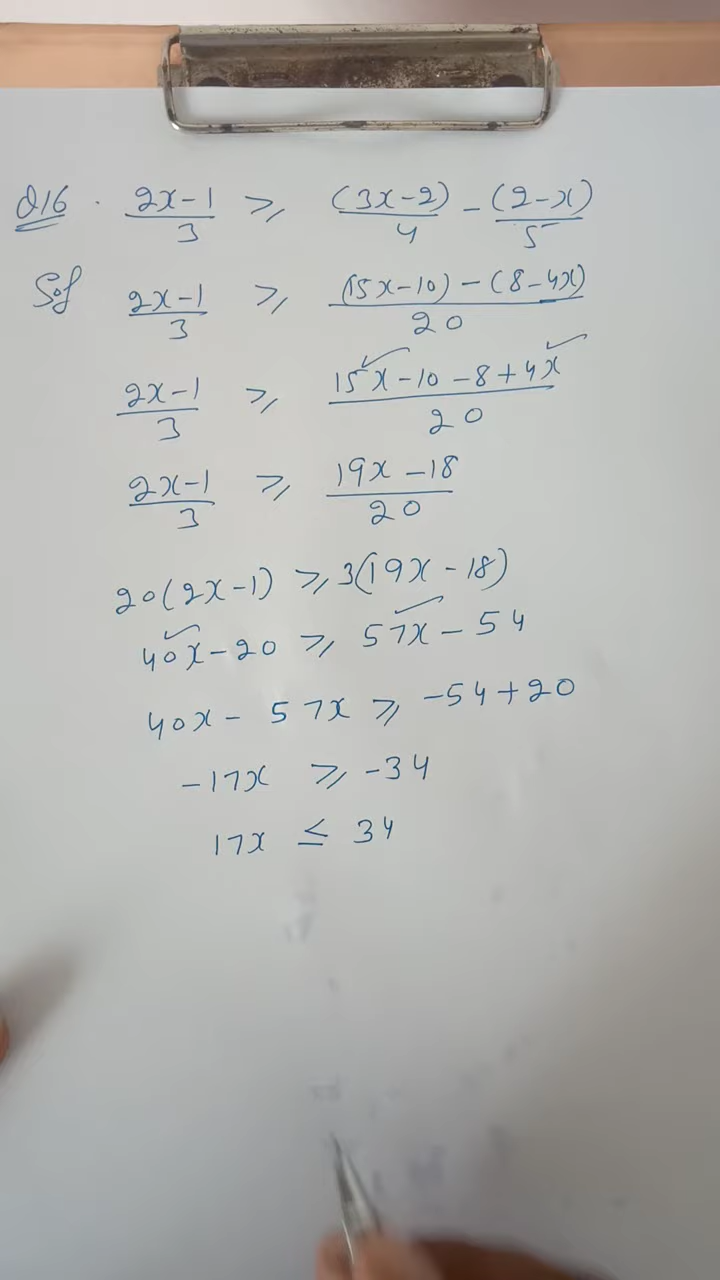 Q16. (2x-1)/3 ≥ (3x-2)/4 - (2-x)/5
Sol (2x-1)/3 ≥ ((15x-10)-(8-4x))/20
(2x-1)/3 ≥ (15x-10-8+4x)/20
(2x-1)/3 ≥ (19x-18)/20
20(2x-1) ≥ 3(19x-18)
40x-20 ≥ 57x-54
40x-57x ≥ -54+20
-17x ≥ -34
17x ≤ 34